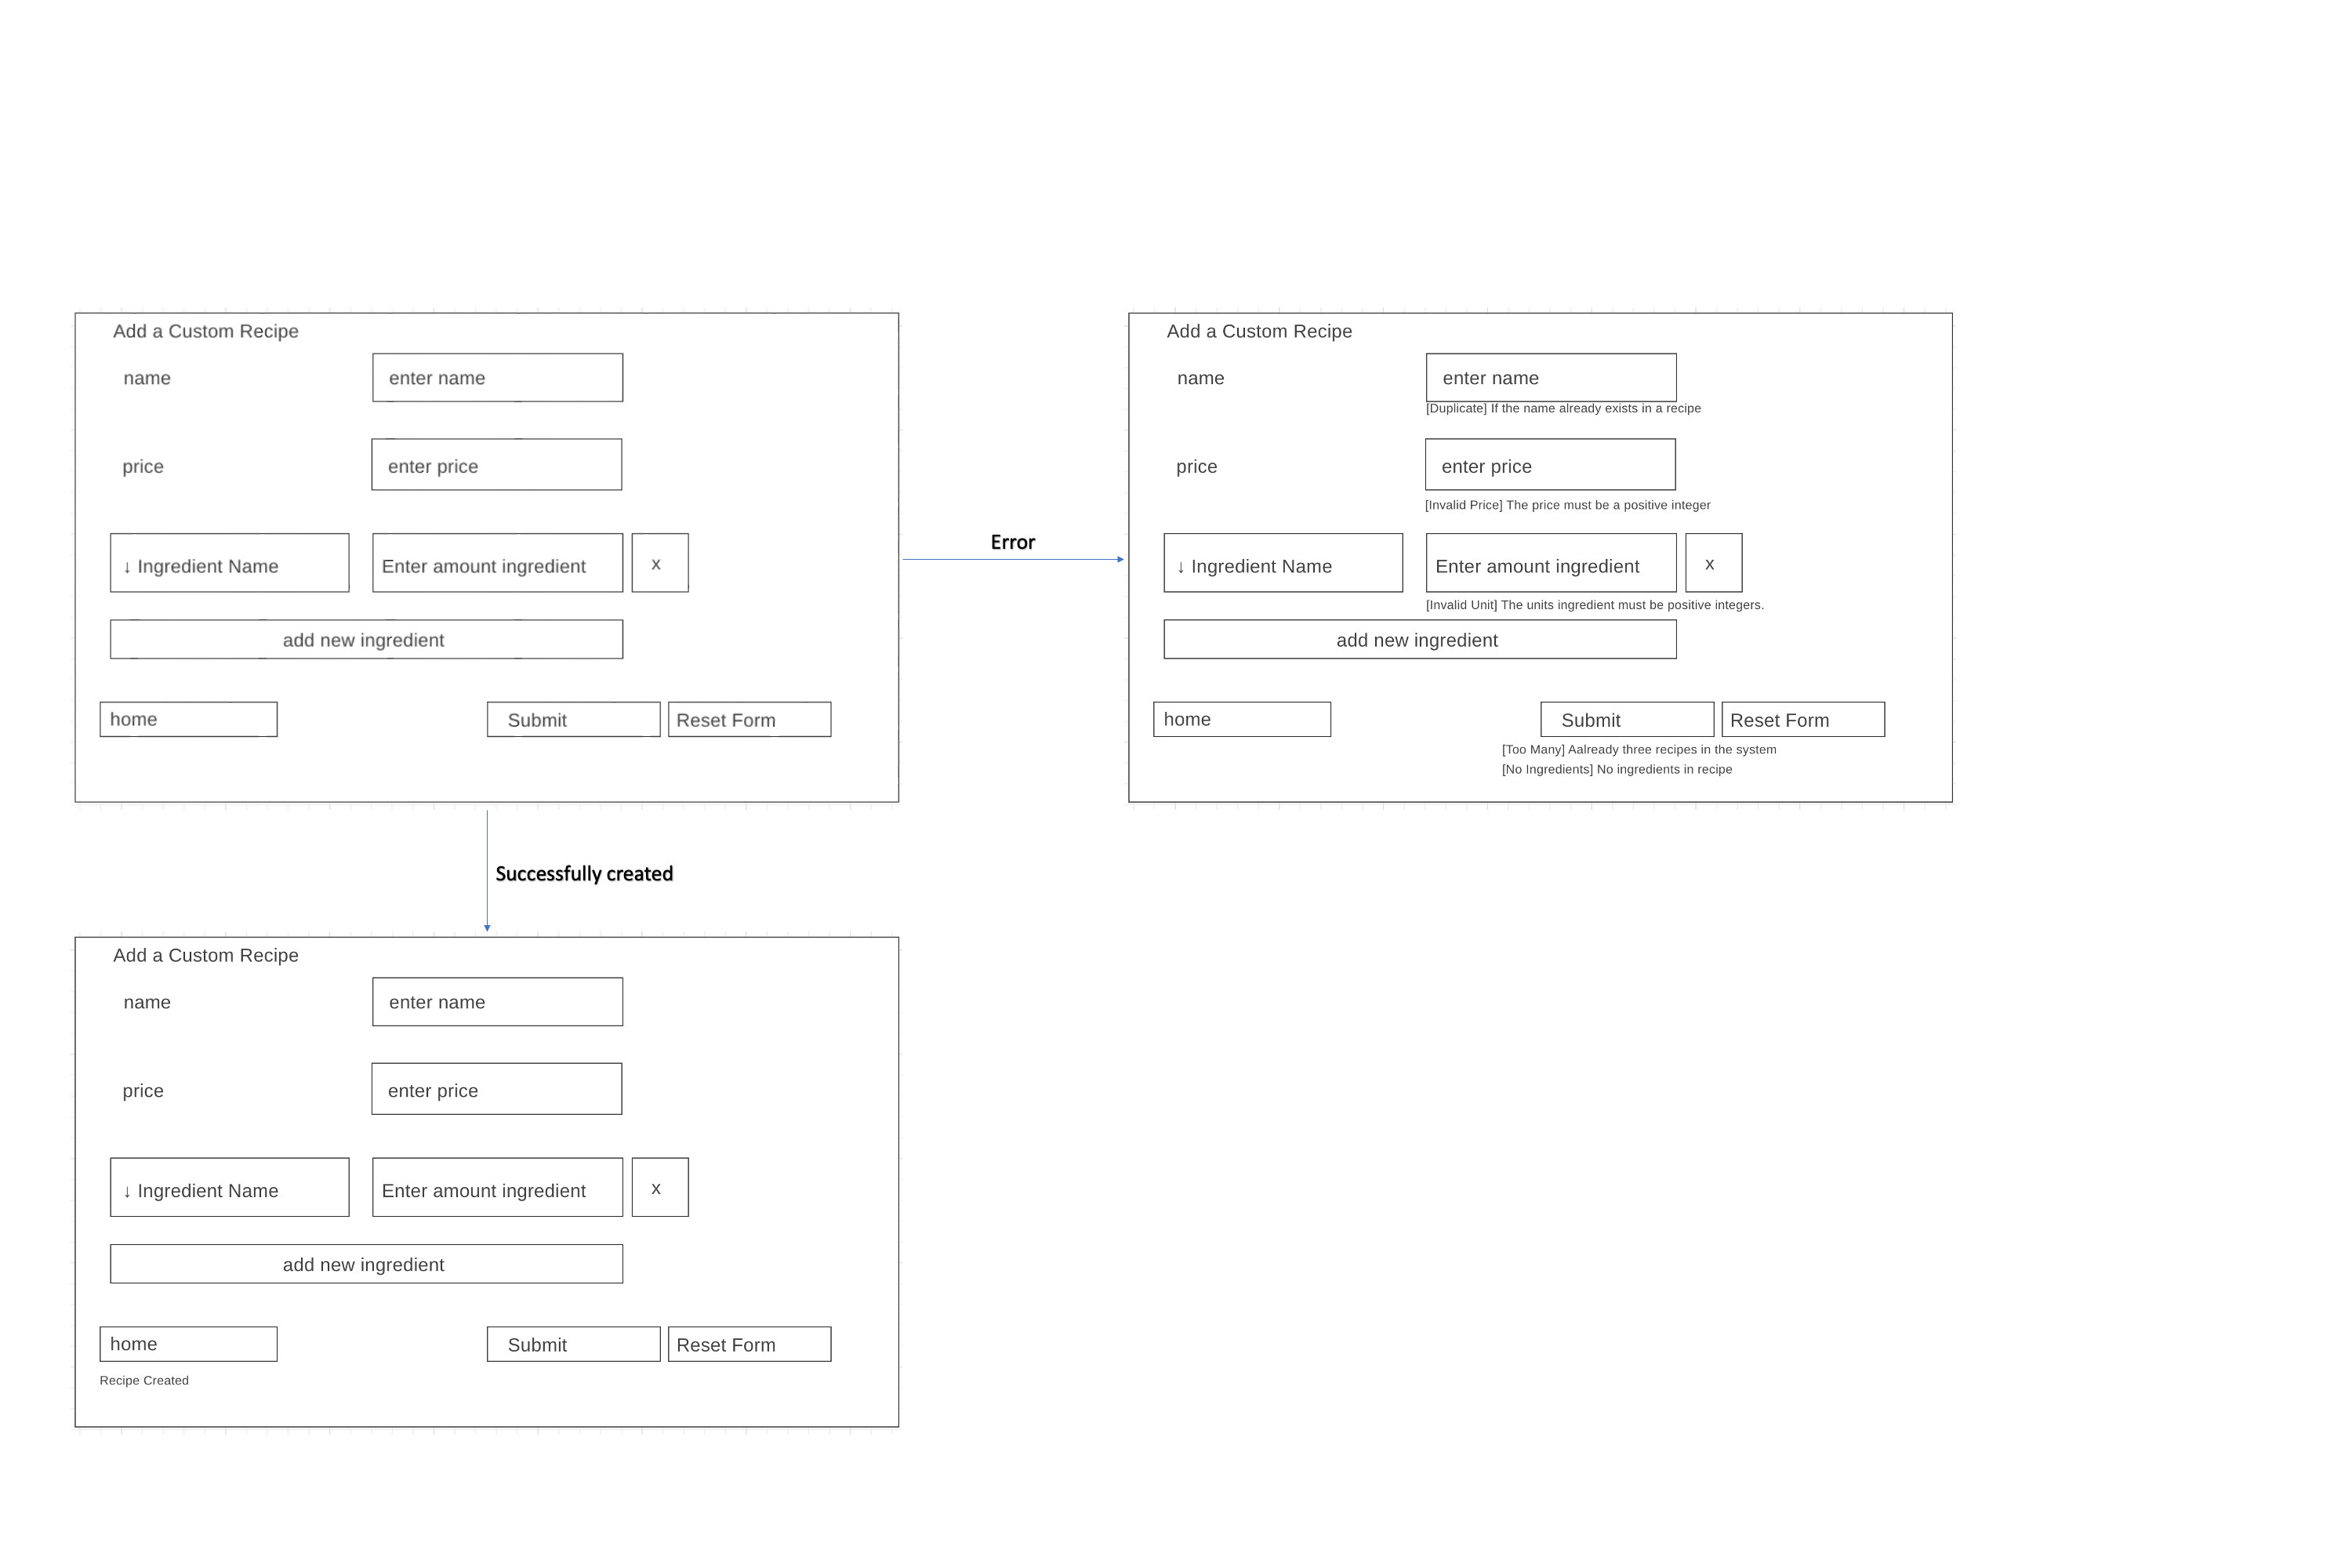 Add a Custom Recipe
name
enter name
price
enter price
↓ Ingredient Name
Enter amount ingredient
x
add new ingredient
home
Submit
Reset Form
Error
Add a Custom Recipe
name
enter name
[Duplicate] If the name already exists in a recipe
price
enter price
[Invalid Price] The price must be a positive integer
↓ Ingredient Name
Enter amount ingredient
x
[Invalid Unit] The units ingredient must be positive integers.
add new ingredient
home
Submit
Reset Form
[Too Many] Aalready three recipes in the system
[No Ingredients] No ingredients in recipe
Successfully created
Add a Custom Recipe
name
enter name
price
enter price
↓ Ingredient Name
Enter amount ingredient
x
add new ingredient
home
Submit
Reset Form
Recipe Created